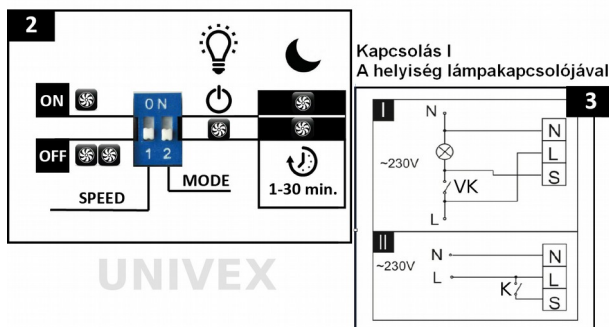 2
ON
OFF
ON
1 2
SPEED
MODE
1-30 min.
UNIVEX
Kapcsolás I
A helyiség lámpakapcsolójával
3
I
N
~230V
VK
L
N
L
S
II
~230V
N
L
K
N
L
S